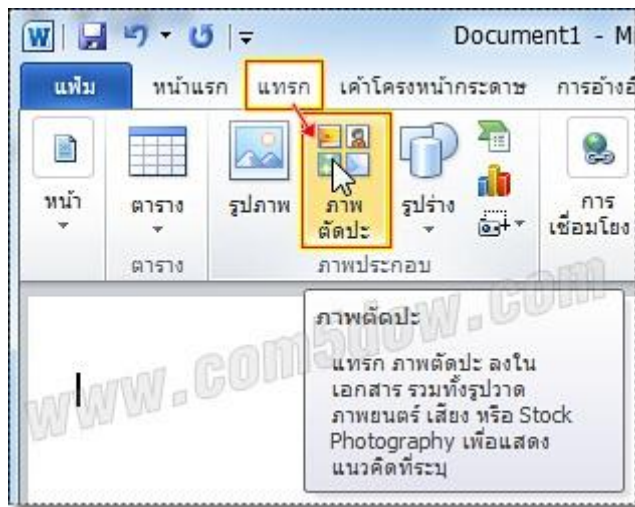 W
Document1 - M
แฟ้ม หน้าแรก แทรก เค้าโครงหน้ากระดาษ การอ้างอิ
หน้า ตาราง รูปภาพ ภาพ รูปร่าง การ
ตัดปะ เชื่อมโยง
ตาราง ภาพประกอบ
ภาพตัดปะ
แทรก ภาพตัดปะ ลงใน
เอกสาร รวมทั้งรูปวาด
ภาพยนตร์ เสียง หรือ Stock
Photography เพื่อแสดง
แนวคิดที่ระบุ
www.com5dow.com